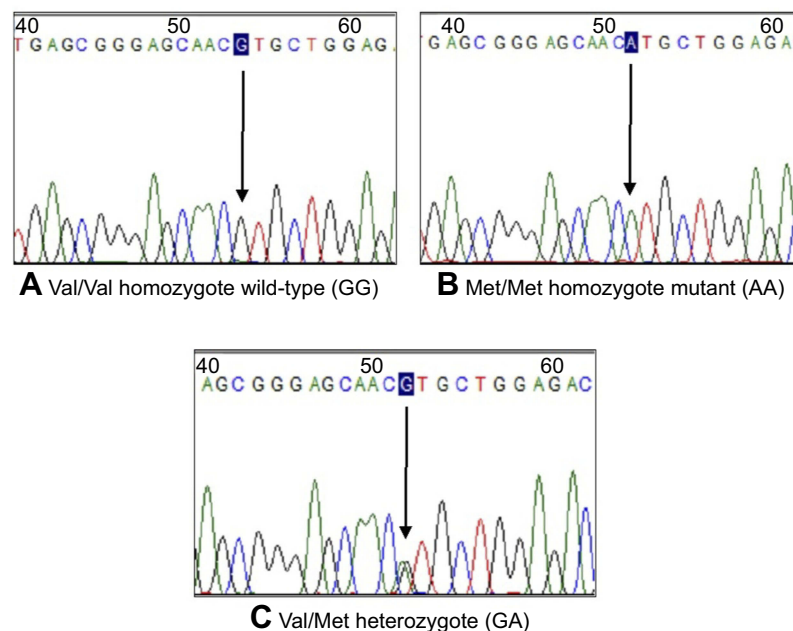 40 50 60
TGAGCGGGAGCAACGTGCTGGAG
A Val/Val homozygote wild-type (GG)
40 50 60
GAGCGGGAGCAACATGCTGGAGA
B Met/Met homozygote mutant (AA)
40 50 60
AGCGGGAGCAACGTGCTGGAGAC
C Val/Met heterozygote (GA)